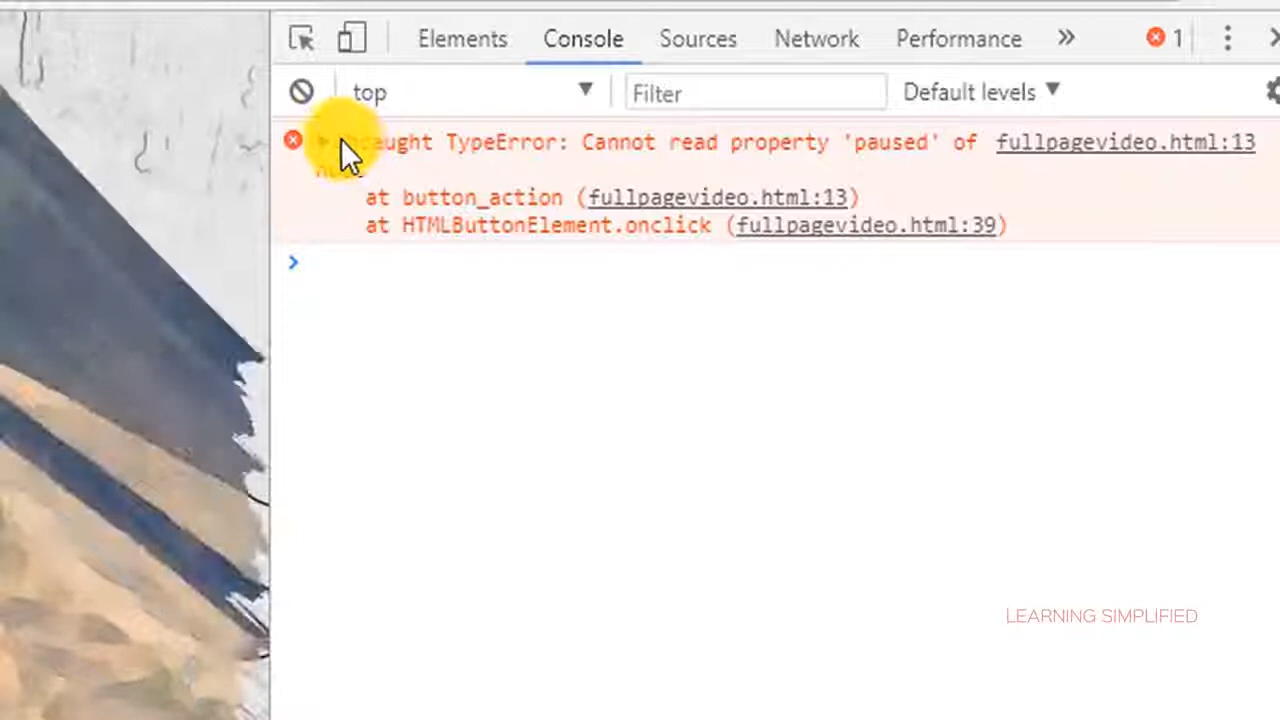 Elements Console Sources Network Performance » 1
top Filter Default levels
TypeError: Cannot read property 'paused' of fullpagevideo.html:13
at button_action (fullpagevideo.html:13)
at HTMLButtonElement.onclick (fullpagevideo.html:39)
LEARNING SIMPLIFIED